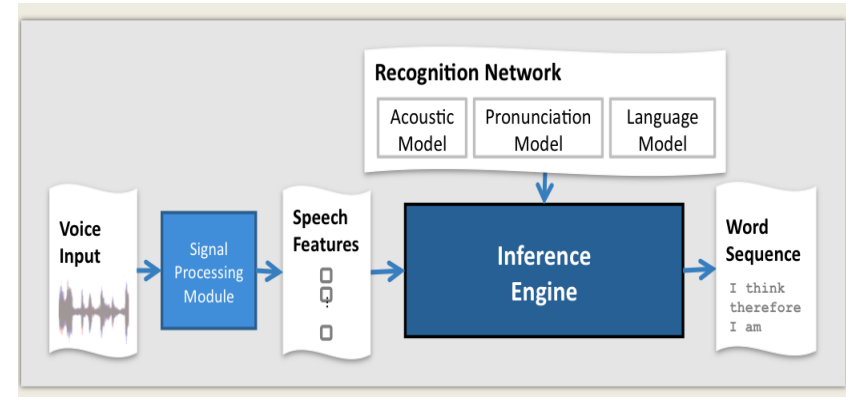 Recognition Network
Acoustic
Model
Pronunciation
Model
Language
Model
Voice
Input
Signal
Processing
Module
Speech
Features
Inference
Engine
Word
Sequence
I think
therefore
I am